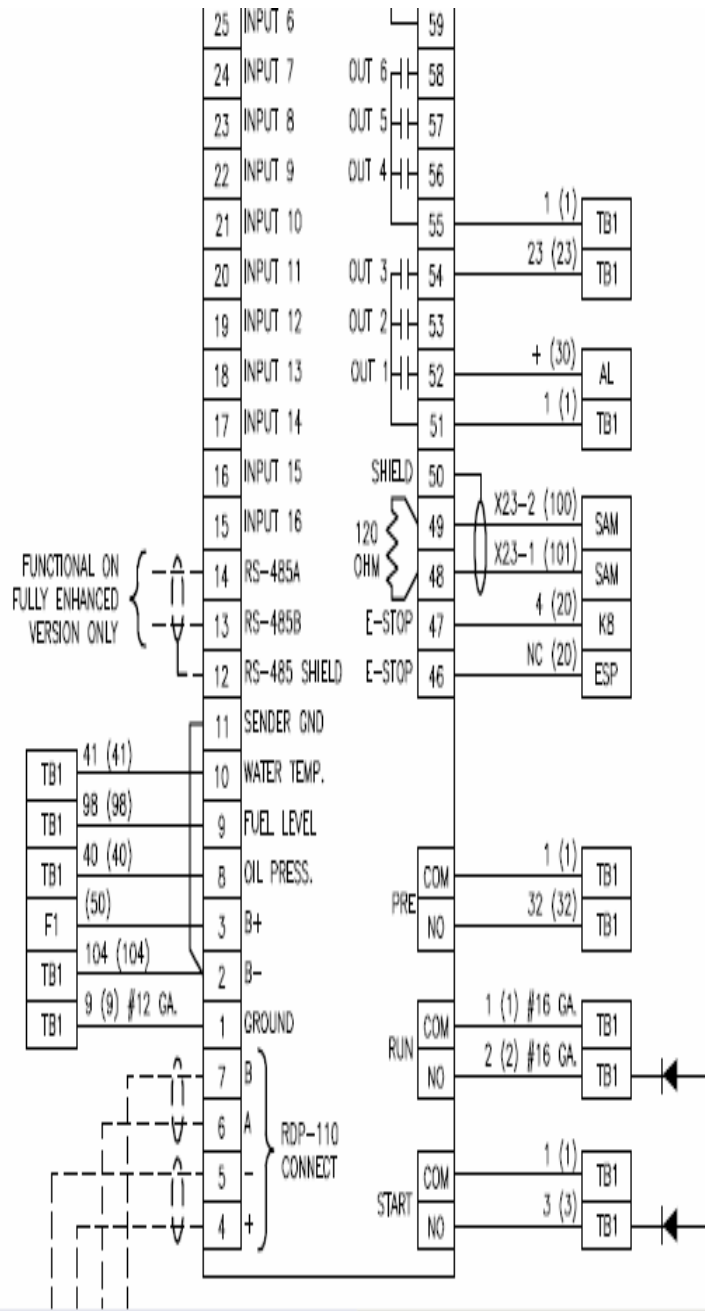 25 INPUT 6 59
24 INPUT 7 OUT 6 58
23 INPUT 8 OUT 5 57
22 INPUT 9 OUT 4 56
21 INPUT 10 55 1 (1) TB1
20 INPUT 11 OUT 3 54 23 (23) TB1
19 INPUT 12 OUT 2 53
18 INPUT 13 OUT 1 52 + (30) AL
17 INPUT 14 51 1 (1) TB1
16 INPUT 15 SHIELD 50
15 INPUT 16 49 X23-2 (100) SAM
120
OHM
FUNCTIONAL ON
FULLY ENHANCED
VERSION ONLY
14 RS-485A 48 X23-1 (101) SAM
13 RS-485B E-STOP 47 4 (20) K8
12 RS-485 SHIELD E-STOP 46 NC (20) ESP
11 SENDER GND
TB1 41 (41) 10 WATER TEMP.
TB1 98 (98) 9 FUEL LEVEL
TB1 40 (40) 8 OIL PRESS.
F1 (50) 3 B+
TB1 104 (104) 2 B-
TB1 9 (9) #12 GA. 1 GROUND
PRE
COM 1 (1) TB1
NO 32 (32) TB1
RUN
COM 1 (1) #16 GA. TB1
NO 2 (2) #16 GA. TB1
7 B
6 A
5 -
4 +
RDP-110
CONNECT
START
COM 1 (1) TB1
NO 3 (3) TB1